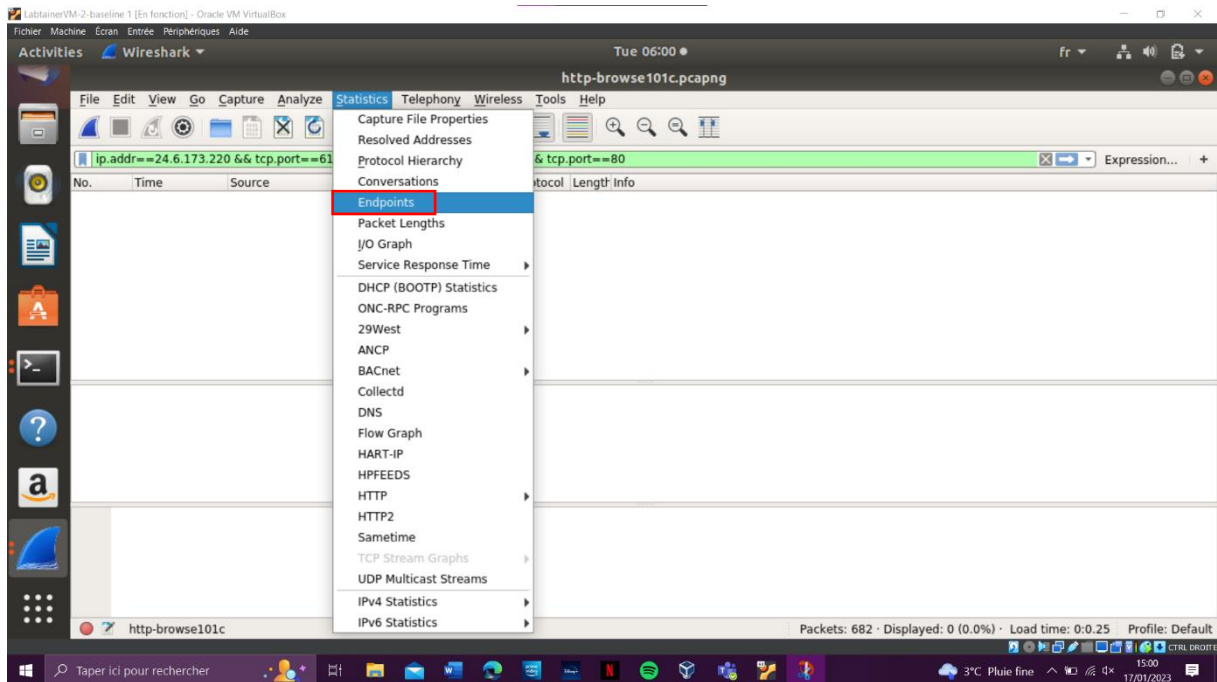 LabtainerVM-2-baseline 1 [En fonction] - Oracle VM VirtualBox
Fichier Machine Écran Entrée Périphériques Aide
Activities Wireshark Tue 06:00 fr
http-browse101c.pcapng
File Edit View Go Capture Analyze Statistics Telephony Wireless Tools Help
Capture File Properties
Resolved Addresses
ip.addr==24.6.173.220 && tcp.port==61 Protocol Hierarchy & tcp.port==80 Expression... +
No. Time Source Conversations tocol Length Info
Endpoints
Packet Lengths
I/O Graph
Service Response Time
DHCP (BOOTP) Statistics
ONC-RPC Programs
29West
ANCP
BACnet
Collectd
DNS
Flow Graph
HART-IP
HPFEEDS
HTTP
HTTP2
Sametime
TCP Stream Graphs
UDP Multicast Streams
IPv4 Statistics
IPv6 Statistics
http-browse101c Packets: 682 · Displayed: 0 (0.0%) · Load time: 0:0.25 Profile: Default
CTRL DROITE
Taper ici pour rechercher 3°C Pluie fine 15:00
17/01/2023